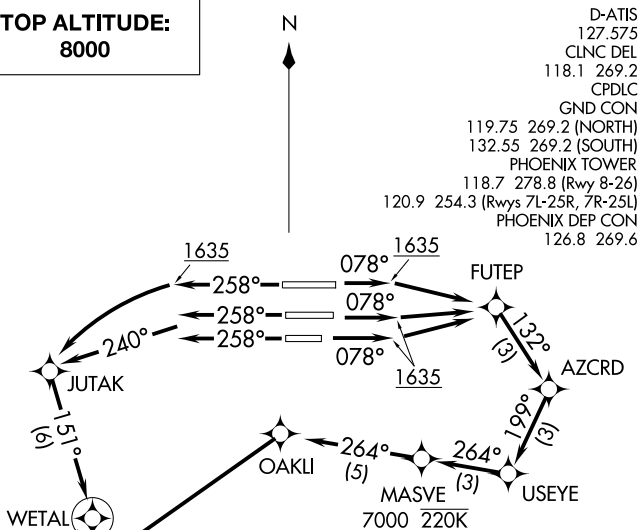 TOP ALTITUDE:
8000
N
D-ATIS
127.575
CLNC DEL
118.1 269.2
CPDLC
GND CON
119.75 269.2 (NORTH)
132.55 269.2 (SOUTH)
PHOENIX TOWER
118.7 278.8 (Rwy 8-26)
120.9 254.3 (Rwys 7L-25R, 7R-25L)
PHOENIX DEP CON
126.8 269.6
1635
1635
FUTEP
258°
078°
258°
078°
240°
258°
078°
1635
132°
(3)
AZCRD
JUTAK
151°
(6)
199°
(3)
OAKLI
264°
(5)
264°
(3)
MASVE
7000 220K
USEYE
WETAL